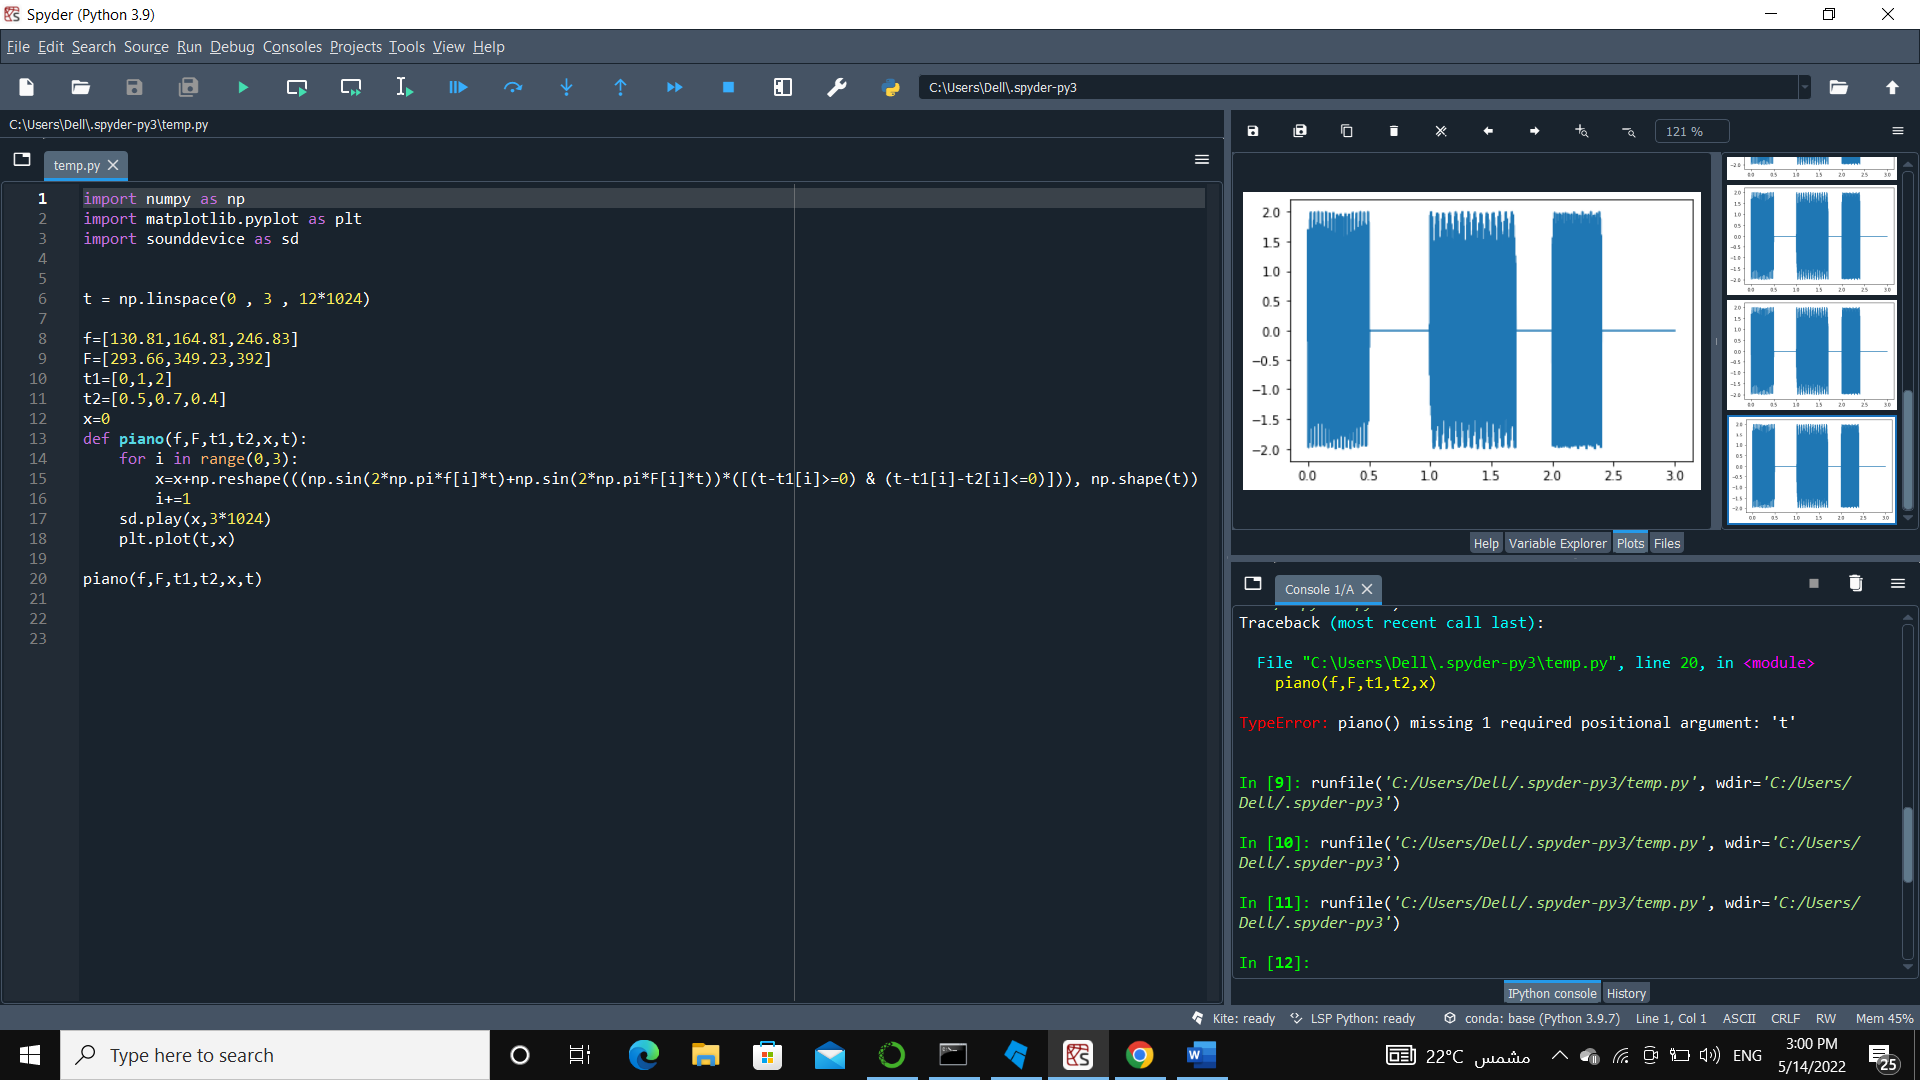 Spyder (Python 3.9)
File Edit Search Source Run Debug Consoles Projects Tools View Help
C:\Users\Dell\.spyder-py3
C:\Users\Dell\.spyder-py3\temp.py
temp.py
1 import numpy as np
2 import matplotlib.pyplot as plt
3 import sounddevice as sd
4
5
6 t = np.linspace(0 , 3 , 12*1024)
7
8 f=[130.81,164.81,246.83]
9 F=[293.66,349.23,392]
10 t1=[0,1,2]
11 t2=[0.5,0.7,0.4]
12 x=0
13 def piano(f,F,t1,t2,x,t):
14     for i in range(0,3):
15         x=x+np.reshape(((np.sin(2*np.pi*f[i]*t)+np.sin(2*np.pi*F[i]*t))*([(t-t1[i]>=0) & (t-t1[i]-t2[i]<=0)])), np.shape(t))
16         i+=1
17     sd.play(x,3*1024)
18     plt.plot(t,x)
19
20 piano(f,F,t1,t2,x,t)
21
22
23
121 %
2.0
1.5
1.0
0.5
0.0
−0.5
−1.0
−1.5
−2.0
0.0 0.5 1.0 1.5 2.0 2.5 3.0
Help Variable Explorer Plots Files
Console 1/A
Traceback (most recent call last):
File "C:\Users\Dell\.spyder-py3\temp.py", line 20, in <module>
piano(f,F,t1,t2,x)
TypeError: piano() missing 1 required positional argument: 't'
In [9]: runfile('C:/Users/Dell/.spyder-py3/temp.py', wdir='C:/Users/
Dell/.spyder-py3')
In [10]: runfile('C:/Users/Dell/.spyder-py3/temp.py', wdir='C:/Users/
Dell/.spyder-py3')
In [11]: runfile('C:/Users/Dell/.spyder-py3/temp.py', wdir='C:/Users/
Dell/.spyder-py3')
In [12]:
IPython console History
Kite: ready LSP Python: ready conda: base (Python 3.9.7) Line 1, Col 1 ASCII CRLF RW Mem 45%
Type here to search
22°C مشمس
ENG
3:00 PM
5/14/2022
25